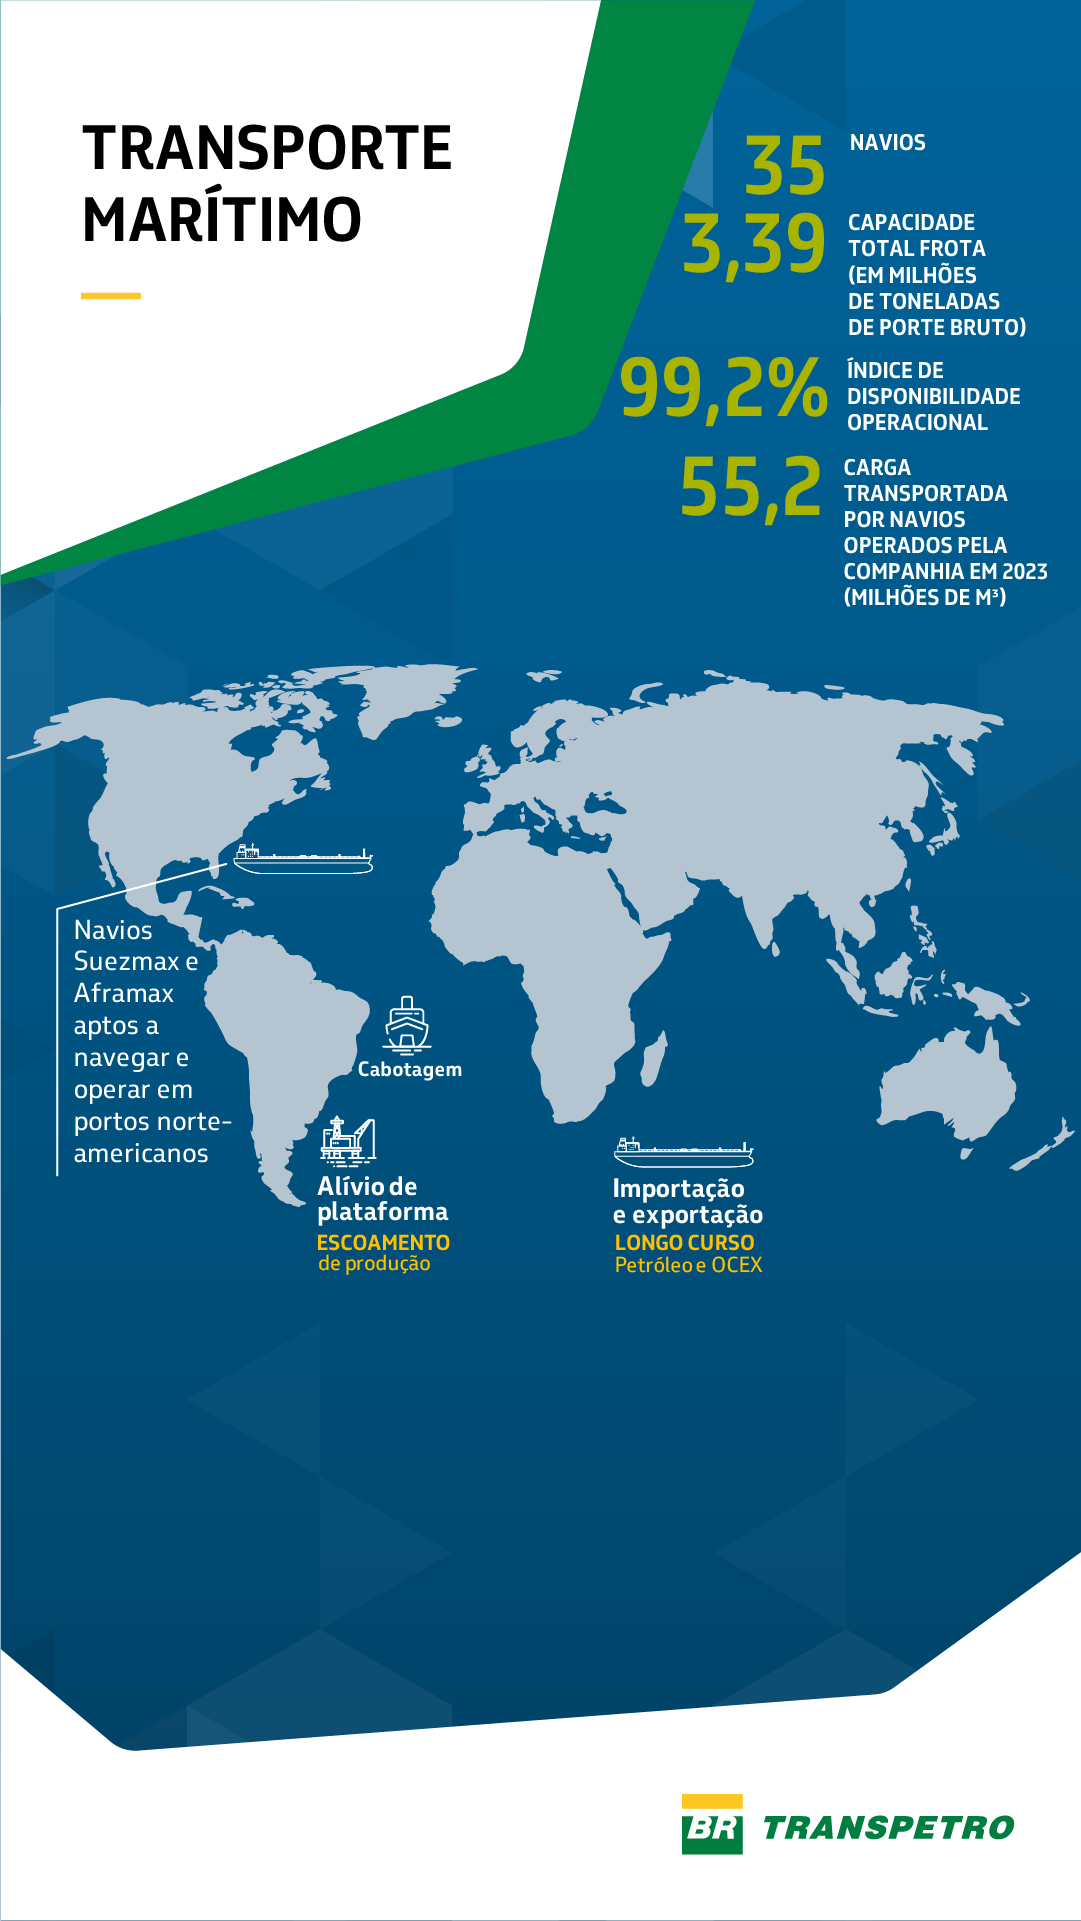 TRANSPORTE
MARÍTIMO
35
NAVIOS
3,39
CAPACIDADE
TOTAL FROTA
(EM MILHÕES
DE TONELADAS
DE PORTE BRUTO)
99,2%
ÍNDICE DE
DISPONIBILIDADE
OPERACIONAL
55,2
CARGA
TRANSPORTADA
POR NAVIOS
OPERADOS PELA
COMPANHIA EM 2023
(MILHÕES DE M³)
Navios
Suezmax e
Aframax
aptos a
navegar e
operar em
portos norte-
americanos
Cabotagem
Alívio de
plataforma
ESCOAMENTO
de produção
Importação
e exportação
LONGO CURSO
Petróleo e OCEX
BR TRANSPETRO